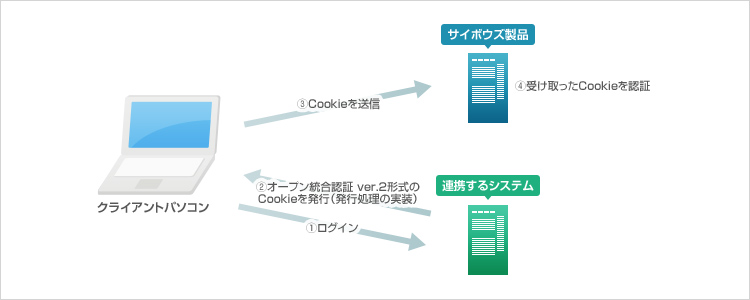 サイボウズ製品
④受け取ったCookieを認証
③Cookieを送信
連携するシステム
②オープン統合認証 ver.2形式の
Cookieを発行（発行処理の実装）
クライアントパソコン
①ログイン